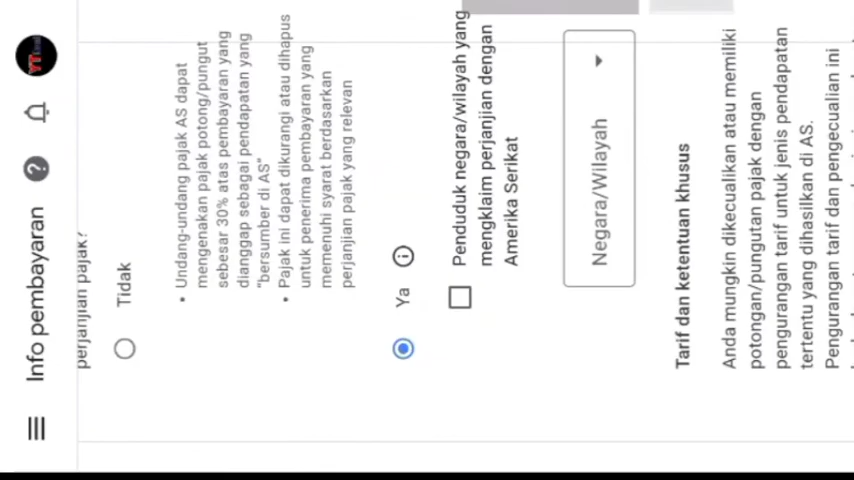 Info pembayaran
?
YT
perjanjian pajak?
Tidak
• Undang-undang pajak AS dapat
mengenakan pajak potong/pungut
sebesar 30% atas pembayaran yang
dianggap sebagai pendapatan yang
"bersumber di AS"
• Pajak ini dapat dikurangi atau dihapus
untuk penerima pembayaran yang
memenuhi syarat berdasarkan
perjanjian pajak yang relevan
Ya
Penduduk negara/wilayah yang
mengklaim perjanjian dengan
Amerika Serikat
Negara/Wilayah
Tarif dan ketentuan khusus
Anda mungkin dikecualikan atau memiliki
potongan/pungutan pajak dengan
pengurangan tarif untuk jenis pendapatan
tertentu yang dihasilkan di AS.
Pengurangan tarif dan pengecualian ini